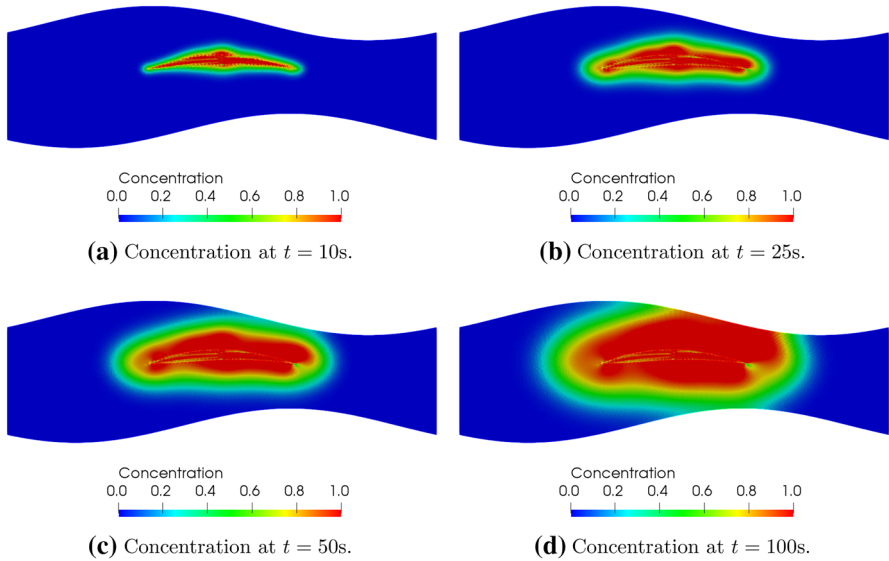 Concentration
0.0 0.2 0.4 0.6 0.8 1.0
(a) Concentration at t = 10s.
Concentration
0.0 0.2 0.4 0.6 0.8 1.0
(b) Concentration at t = 25s.
Concentration
0.0 0.2 0.4 0.6 0.8 1.0
(c) Concentration at t = 50s.
Concentration
0.0 0.2 0.4 0.6 0.8 1.0
(d) Concentration at t = 100s.